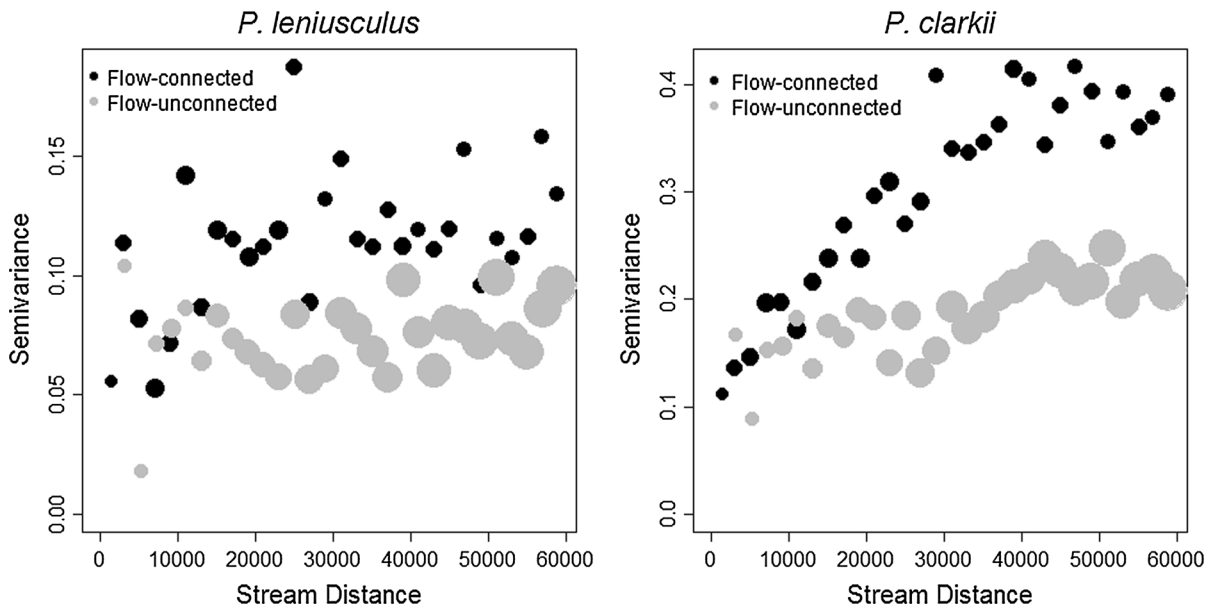 P. leniusculus
Flow-connected
Flow-unconnected
Semivariance
0.00
0.05
0.10
0.15
0 10000 20000 30000 40000 50000 60000
Stream Distance
P. clarkii
Flow-connected
Flow-unconnected
Semivariance
0.0
0.1
0.2
0.3
0.4
0 10000 20000 30000 40000 50000 60000
Stream Distance